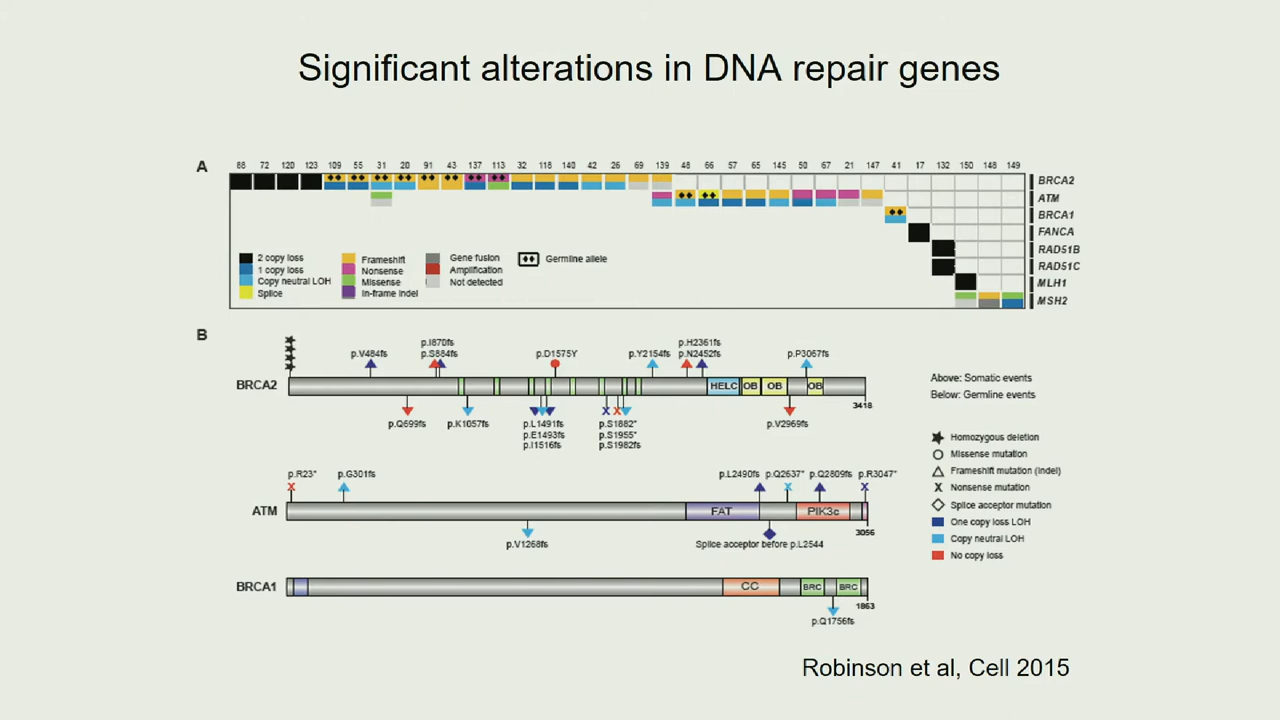 Significant alterations in DNA repair genes
A
88 72 120 123 109 55 31 20 91 43 137 113 32 118 140 42 26 69 139 48 66 57 65 145 50 67 21 147 41 17 132 150 148 149
BRCA2
ATM
BRCA1
FANCA
RAD51B
RAD51C
MLH1
MSH2
2 copy loss
1 copy loss
Copy neutral LOH
Splice
Frameshift
Nonsense
Missense
In-frame indel
Gene fusion
Amplification
Not detected
Germline allele
B
p.I870fs
p.V484fs p.S884fs p.D1575Y p.Y2154fs
p.H2361fs
p.N2452fs
p.P3067fs
BRCA2
HELC OB OB OB
3418
p.Q699fs p.K1057fs
p.L1491fs
p.E1493fs
p.I1516fs
p.S1882*
p.S1955*
p.S1982fs
p.V2969fs
p.R23* p.G301fs p.L2490fs p.Q2637* p.Q2809fs p.R3047*
ATM
FAT PIK3c
3056
p.V1268fs Splice acceptor before p.L2544
BRCA1
CC BRC BRC
1863
p.Q1756fs
Above: Somatic events
Below: Germline events
Homozygous deletion
Missense mutation
Frameshift mutation (indel)
Nonsense mutation
Splice acceptor mutation
One copy loss LOH
Copy neutral LOH
No copy loss
Robinson et al, Cell 2015